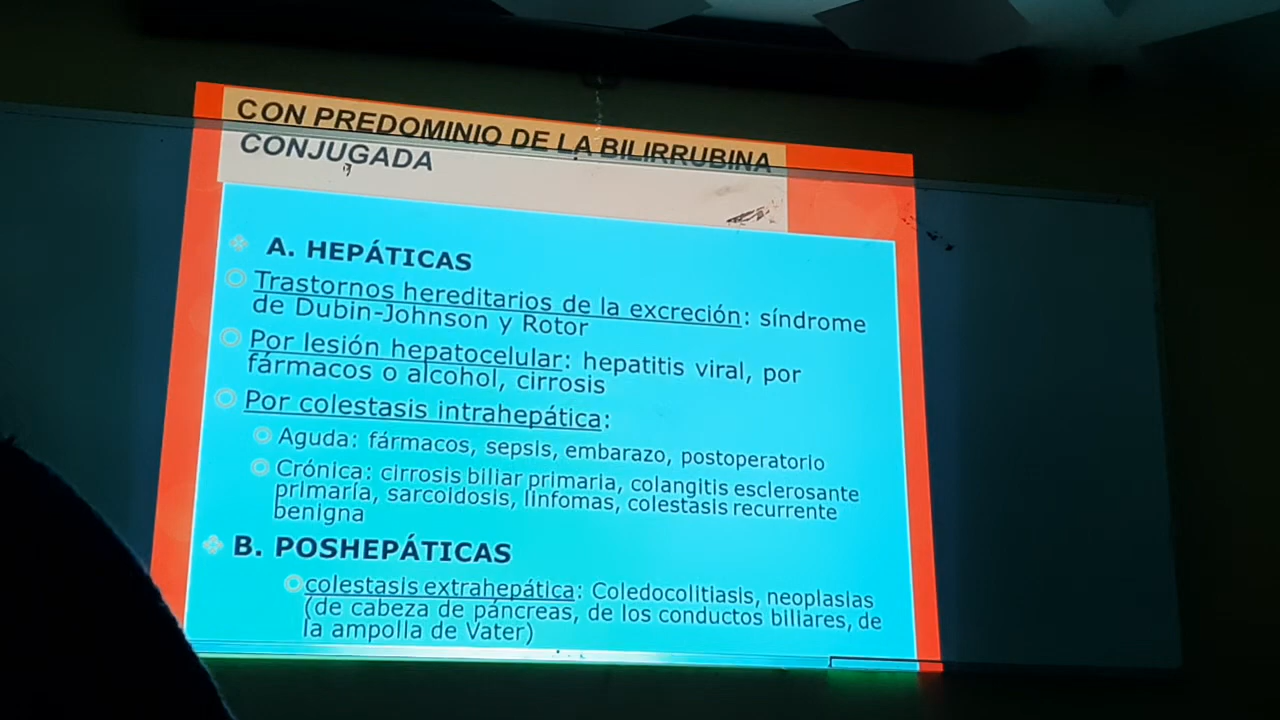 CON PREDOMINIO DE LA BILIRRUBINA
CONJUGADA
A. HEPÁTICAS
Trastornos hereditarios de la excreción: síndrome
de Dubin-Johnson y Rotor
Por lesión hepatocelular: hepatitis viral, por
fármacos o alcohol, cirrosis
Por colestasis intrahepática:
Aguda: fármacos, sepsis, embarazo, postoperatorio
Crónica: cirrosis biliar primaria, colangitis esclerosante
primaria, sarcoidosis, linfomas, colestasis recurrente
benigna
B. POSHEPÁTICAS
colestasis extrahepática: Coledocolitiasis, neoplasias
(de cabeza de páncreas, de los conductos biliares, de
la ampolla de Vater)